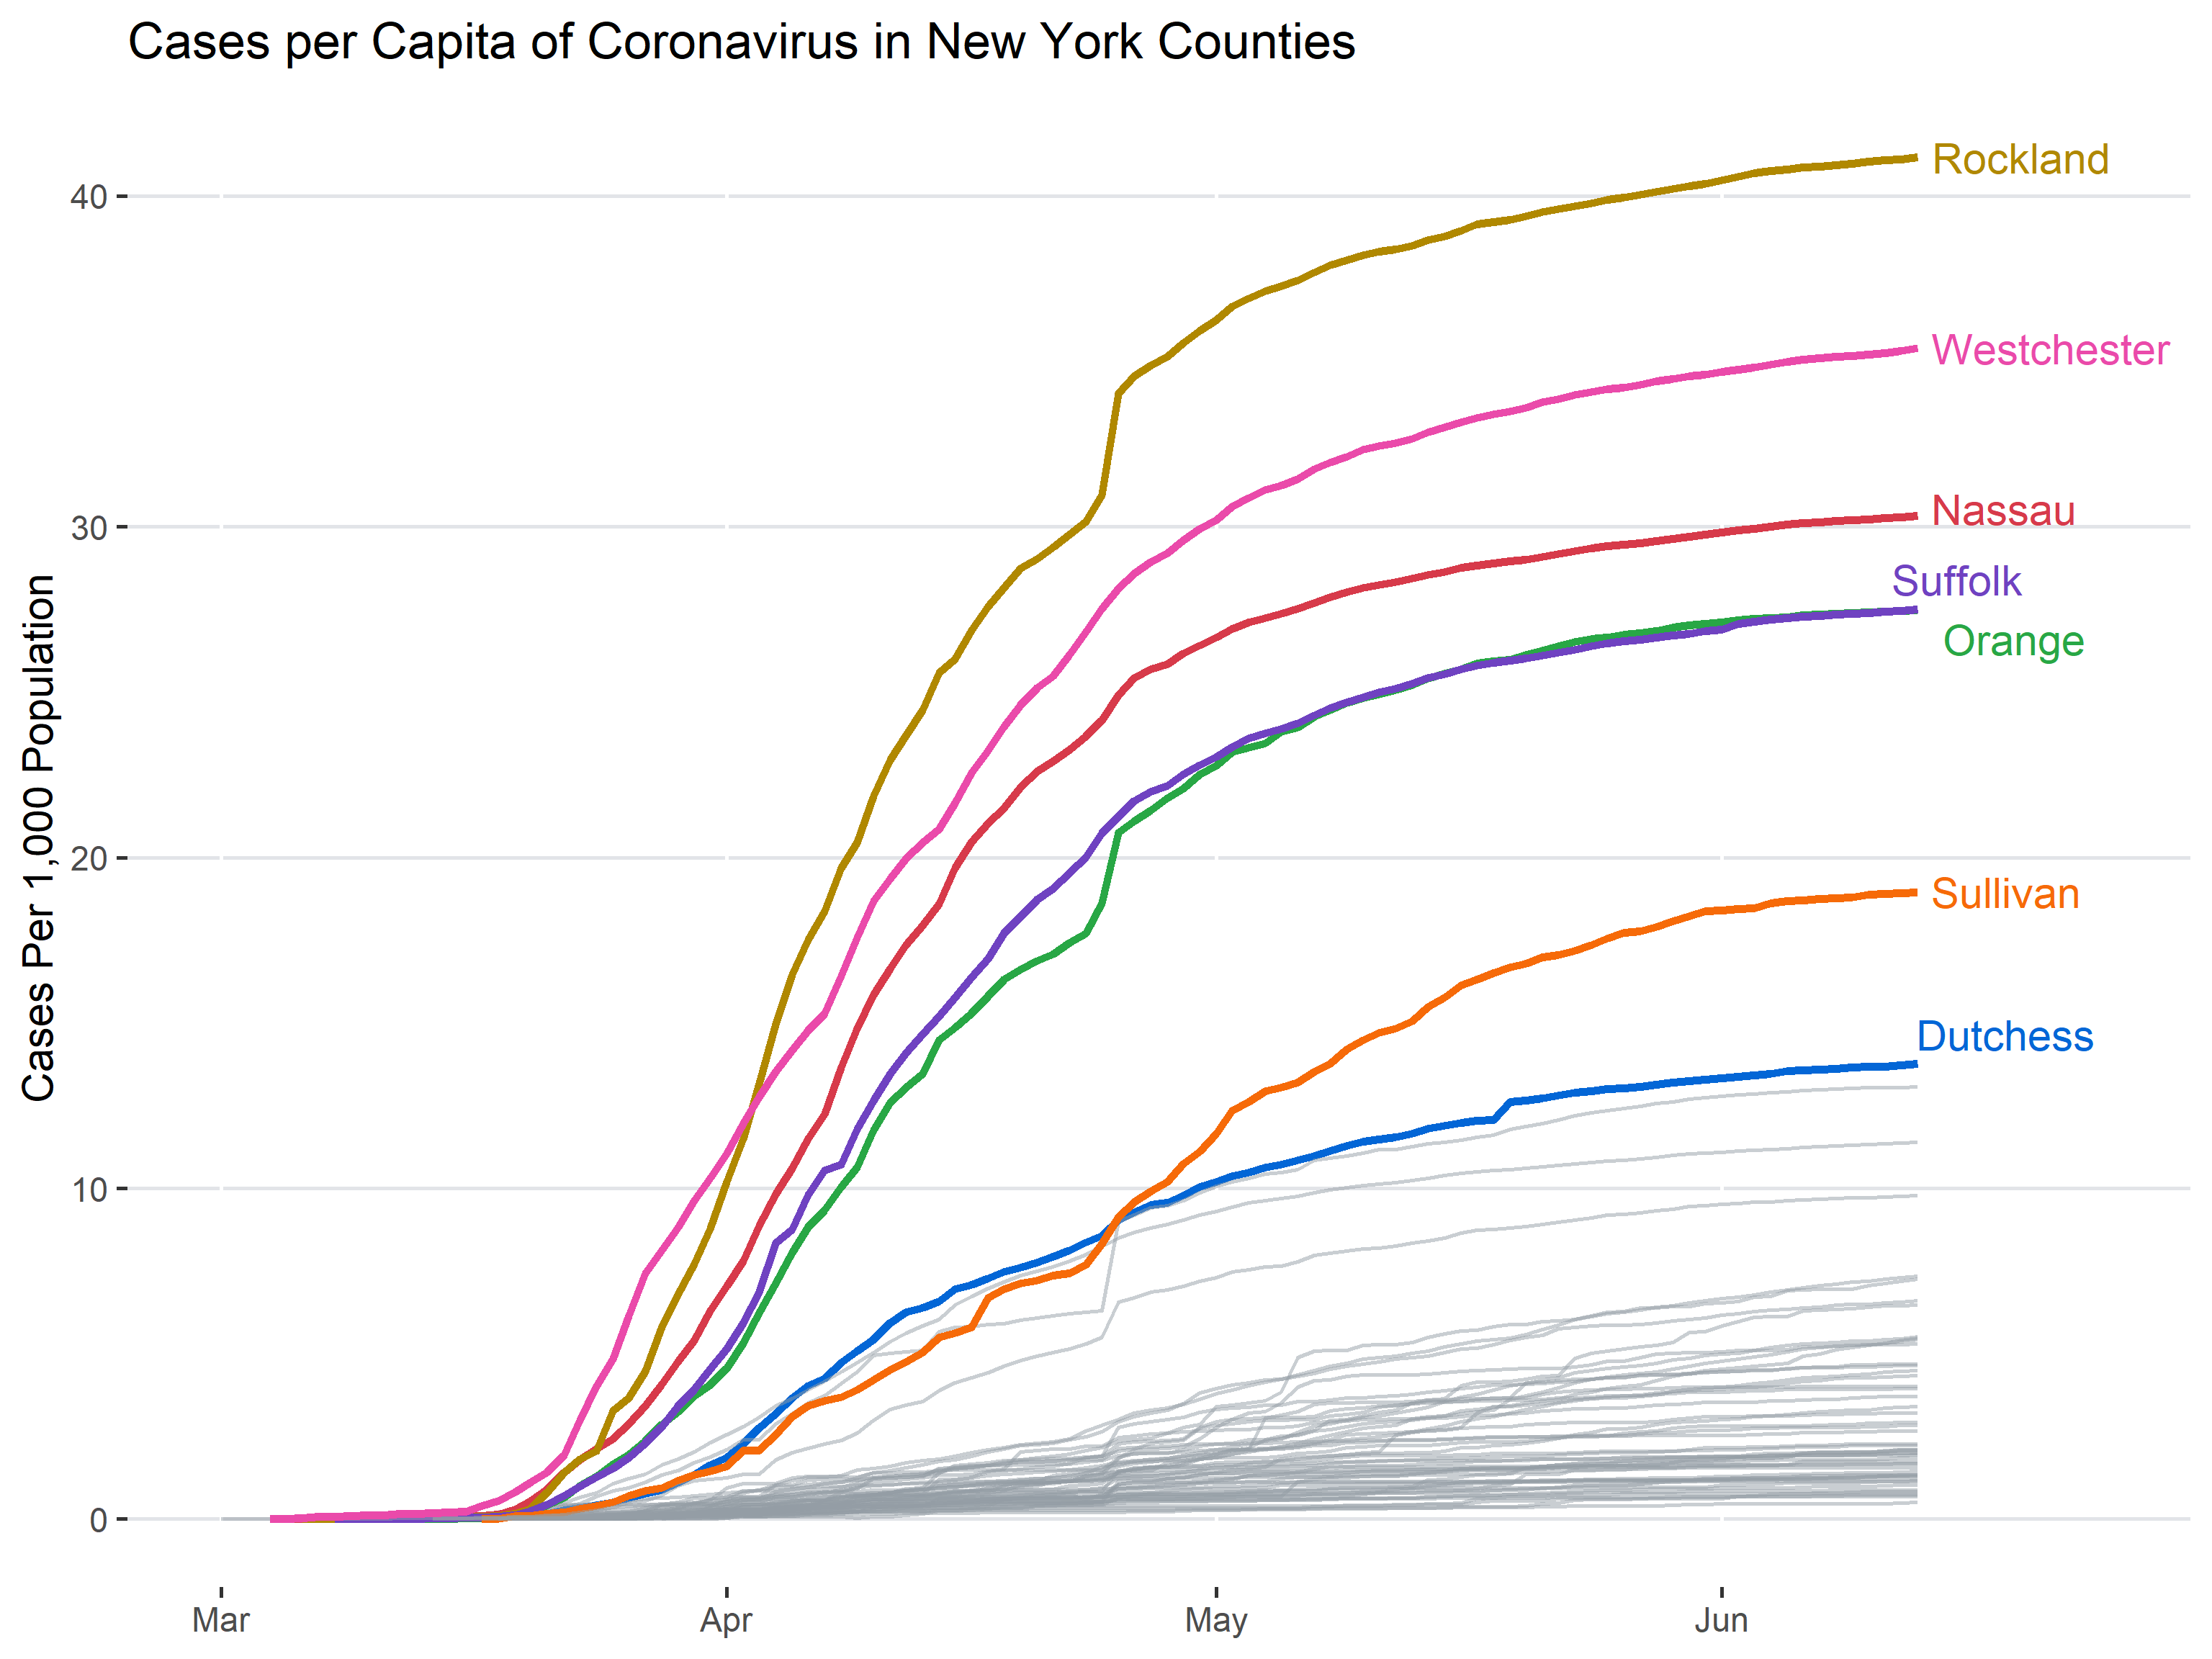 Cases per Capita of Coronavirus in New York Counties
Cases Per 1,000 Population
40
30
20
10
0
Mar
Apr
May
Jun
Rockland
Westchester
Nassau
Suffolk
Orange
Sullivan
Dutchess